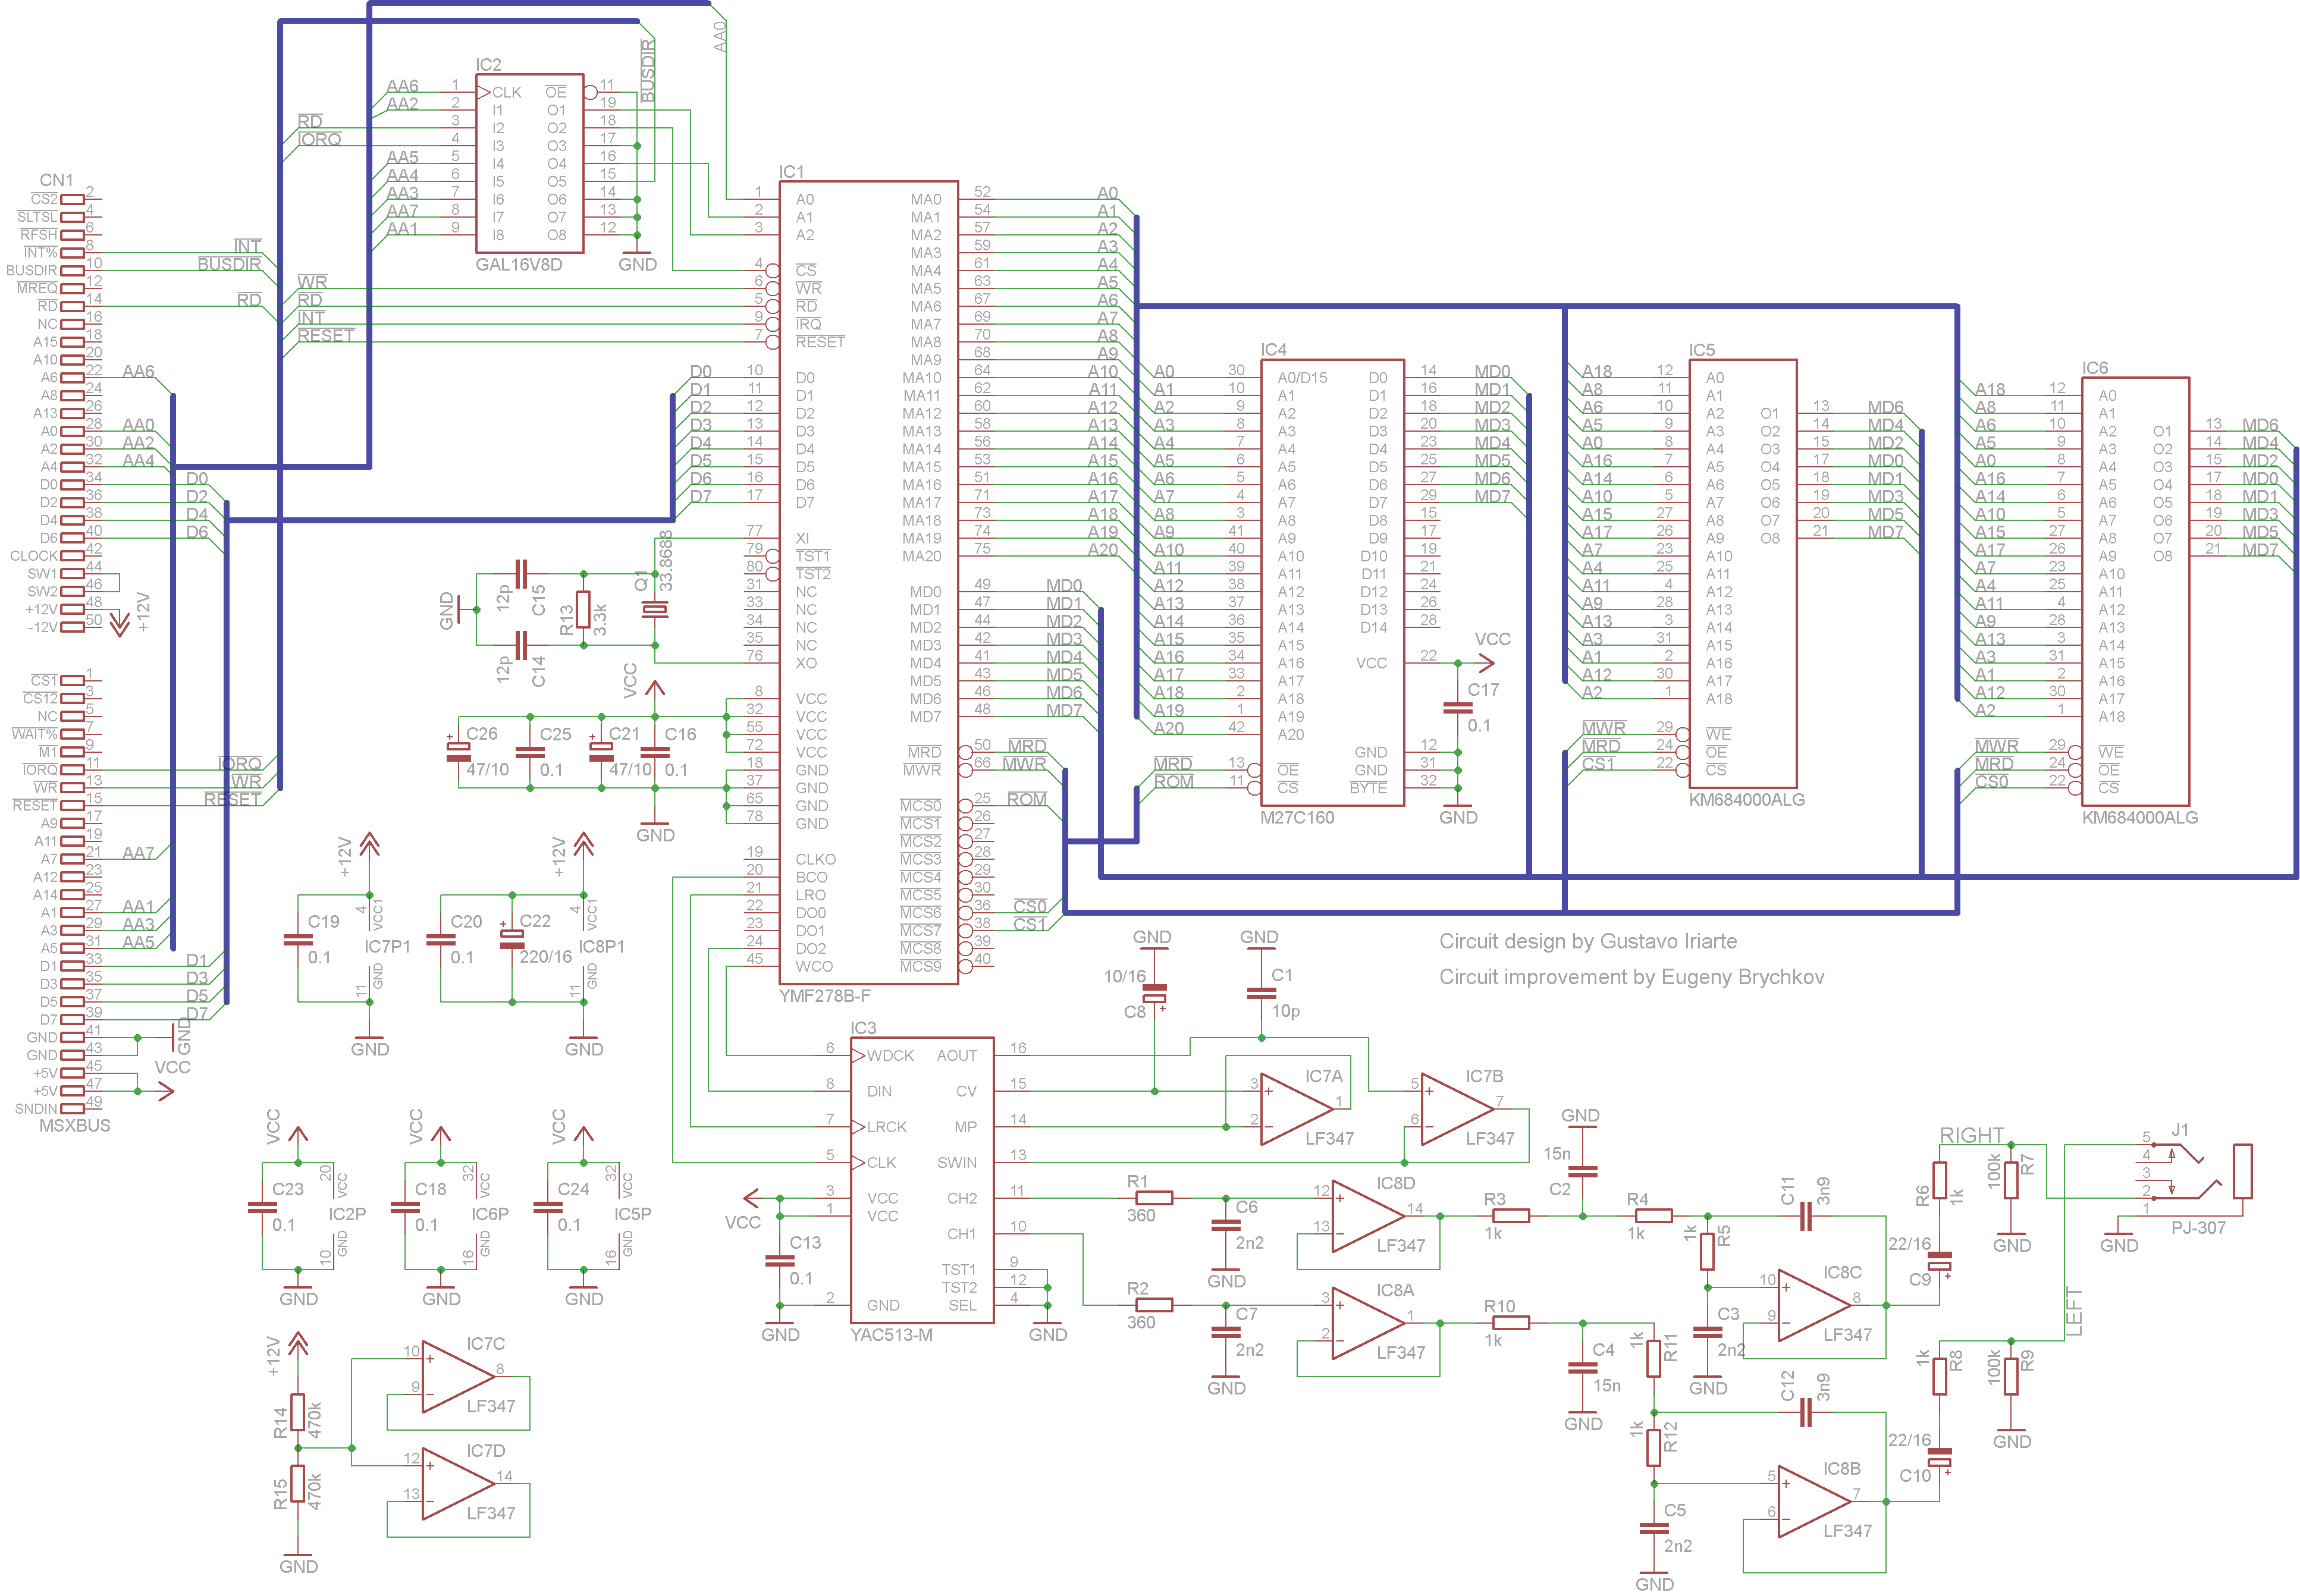 CN1
CS2 2
SLTSL 4
RFSH 6
INT% 8 INT
BUSDIR 10 BUSDIR
MREQ 12
RD 14 RD
NC 16
A15 18
A10 20
A6 22 AA6
A8 24
A13 26
A0 28 AA0
A2 30 AA2
A4 32 AA4
D0 34 D0
D2 36 D2
D4 38 D4
D6 40 D6
CLOCK 42
SW1 44
SW2 46
+12V 48 +12V
-12V 50
CS1 1
CS12 3
NC 5
WAIT% 7
M1 9
IORQ 11 IORQ
WR 13 WR
RESET 15 RESET
A9 17
A11 19
A7 21 AA7
A12 23
A14 25
A1 27 AA1
A3 29 AA3
A5 31 AA5
D1 33 D1
D3 35 D3
D5 37 D5
D7 39 D7
GND 41 GND
GND 43
+5V 45 VCC
+5V 47
SNDIN 49
MSXBUS
IC2
AA6 1 CLK OE 11
AA2 2 I1 O1 19
RD 3 I2 O2 18
IORQ 4 I3 O3 17
AA5 5 I4 O4 16
AA4 6 I5 O5 15
AA3 7 I6 O6 14
AA7 8 I7 O7 13
AA1 9 I8 O8 12
GAL16V8D
GND
BUSDIR
AA0
IC1
1 A0 MA0 52 A0
2 A1 MA1 54 A1
3 A2 MA2 57 A2
MA3 59 A3
4 CS MA4 61 A4
WR 6 WR MA5 63 A5
RD 5 RD MA6 67 A6
INT 9 IRQ MA7 69 A7
RESET 7 RESET MA8 70 A8
MA9 68 A9
D0 10 D0 MA10 64 A10
D1 11 D1 MA11 62 A11
D2 12 D2 MA12 60 A12
D3 13 D3 MA13 58 A13
D4 14 D4 MA14 56 A14
D5 15 D5 MA15 53 A15
D6 16 D6 MA16 51 A16
D7 17 D7 MA17 71 A17
MA18 73 A18
77 XI MA19 74 A19
79 TST1 MA20 75 A20
80 TST2
31 NC MD0 49 MD0
33 NC MD1 47 MD1
34 NC MD2 44 MD2
35 NC MD3 42 MD3
76 XO MD4 41 MD4
MD5 43 MD5
8 VCC MD6 46 MD6
32 VCC MD7 48 MD7
55 VCC
72 VCC MRD 50 MRD
18 GND MWR 66 MWR
37 GND
65 GND MCS0 25 ROM
78 GND MCS1 26
MCS2 27
19 CLKO MCS3 28
20 BCO MCS4 29
21 LRO MCS5 30
22 DO0 MCS6 36 CS0
23 DO1 MCS7 38 CS1
24 DO2 MCS8 39
45 WCO MCS9 40
YMF278B-F
GND
12p C15
12p C14
R13 3.3k
Q1 33.8688
VCC
C26 47/10
C25 0.1
C21 47/10
C16 0.1
GND
+12V
C19 0.1
4 VCC1
IC7P1
11 GND
GND
+12V
C20 0.1
C22 220/16
4 VCC1
IC8P1
11 GND
GND
VCC
C23 0.1
20 VCC
IC2P
10 GND
GND
VCC
C18 0.1
32 VCC
IC6P
16 GND
GND
VCC
C24 0.1
32 VCC
IC5P
16 GND
GND
+12V
R14 470k
R15 470k
GND
IC7C
10 9 8
LF347
IC7D
12 13 14
LF347
IC4
A0 30 A0/D15 D0 14 MD0
A1 10 A1 D1 16 MD1
A2 9 A2 D2 18 MD2
A3 8 A3 D3 20 MD3
A4 7 A4 D4 23 MD4
A5 6 A5 D5 25 MD5
A6 5 A6 D6 27 MD6
A7 4 A7 D7 29 MD7
A8 3 A8 D8 15
A9 41 A9 D9 17
A10 40 A10 D10 19
A11 39 A11 D11 21
A12 38 A12 D12 24
A13 37 A13 D13 26
A14 36 A14 D14 28
A15 35 A15
A16 34 A16 VCC 22 VCC
A17 33 A17
A18 2 A18
A19 1 A19
A20 42 A20
GND 12
MRD 13 OE GND 31
ROM 11 CS BYTE 32
M27C160
C17 0.1
GND
IC5
A18 12 A0
A8 11 A1
A6 10 A2 O1 13 MD6
A5 9 A3 O2 14 MD4
A0 8 A4 O3 15 MD2
A16 7 A5 O4 17 MD0
A14 6 A6 O5 18 MD1
A10 5 A7 O6 19 MD3
A15 27 A8 O7 20 MD5
A17 26 A9 O8 21 MD7
A7 23 A10
A4 25 A11
A11 4 A12
A9 28 A13
A13 3 A14
A3 31 A15
A1 2 A16
A12 30 A17
A2 1 A18
MWR 29 WE
MRD 24 OE
CS1 22 CS
KM684000ALG
IC6
A18 12 A0
A8 11 A1
A6 10 A2 O1 13 MD6
A5 9 A3 O2 14 MD4
A0 8 A4 O3 15 MD2
A16 7 A5 O4 17 MD0
A14 6 A6 O5 18 MD1
A10 5 A7 O6 19 MD3
A15 27 A8 O7 20 MD5
A17 26 A9 O8 21 MD7
A7 23 A10
A4 25 A11
A11 4 A12
A9 28 A13
A13 3 A14
A3 31 A15
A1 2 A16
A12 30 A17
A2 1 A18
MWR 29 WE
MRD 24 OE
CS0 22 CS
KM684000ALG
Circuit design by Gustavo Iriarte
Circuit improvement by Eugeny Brychkov
IC3
6 WDCK AOUT 16
8 DIN CV 15
7 LRCK MP 14
5 CLK SWIN 13
3 VCC CH2 11
1 VCC CH1 10
TST1 9
TST2 12
2 GND SEL 4
YAC513-M
VCC
C13 0.1
GND
GND
GND
10/16
C8
GND
C1
10p
IC7A
3 2 1
LF347
IC7B
5 6 7
LF347
R1 360
C6 2n2
GND
IC8D
12 13 14
LF347
R3 1k
GND
15n
C2
R4 1k
1k R5
C11 3n9
C3 2n2
GND
IC8C
10 9 8
LF347
22/16
C9
R6 1k
RIGHT
100k R7
GND
R2 360
C7 2n2
GND
IC8A
3 2 1
LF347
R10 1k
C4 15n
GND
1k R11
1k R12
C12 3n9
C5 2n2
GND
IC8B
5 6 7
LF347
22/16
C10
1k R8
100k R9
GND
LEFT
J1
5
4
3
2
1
PJ-307
GND